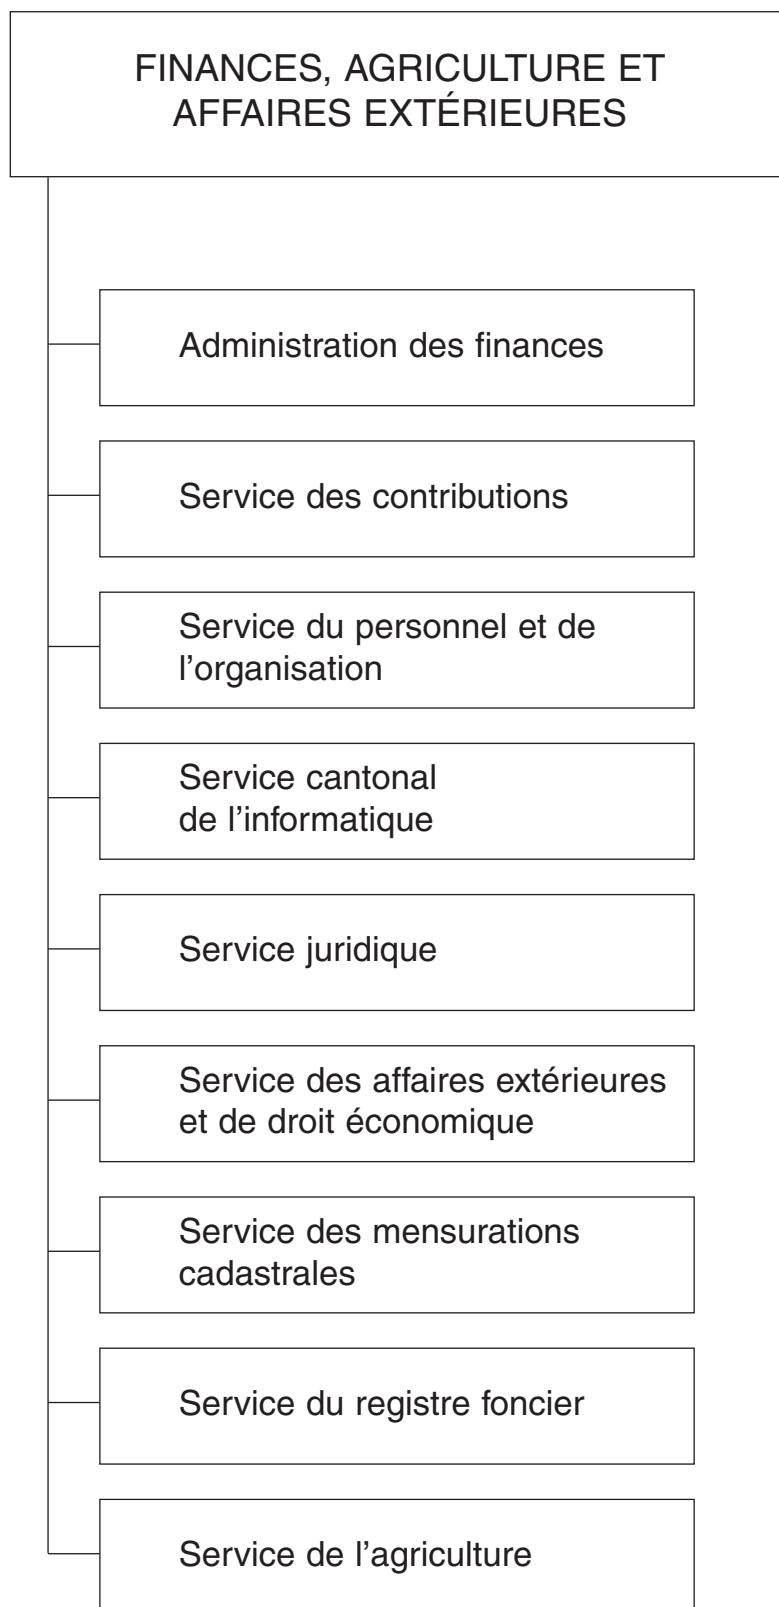 FINANCES, AGRICULTURE ET
AFFAIRES EXTÉRIEURES
Administration des finances
Service des contributions
Service du personnel et de
l'organisation
Service cantonal
de l'informatique
Service juridique
Service des affaires extérieures
et de droit économique
Service des mensurations
cadastrales
Service du registre foncier
Service de l'agriculture